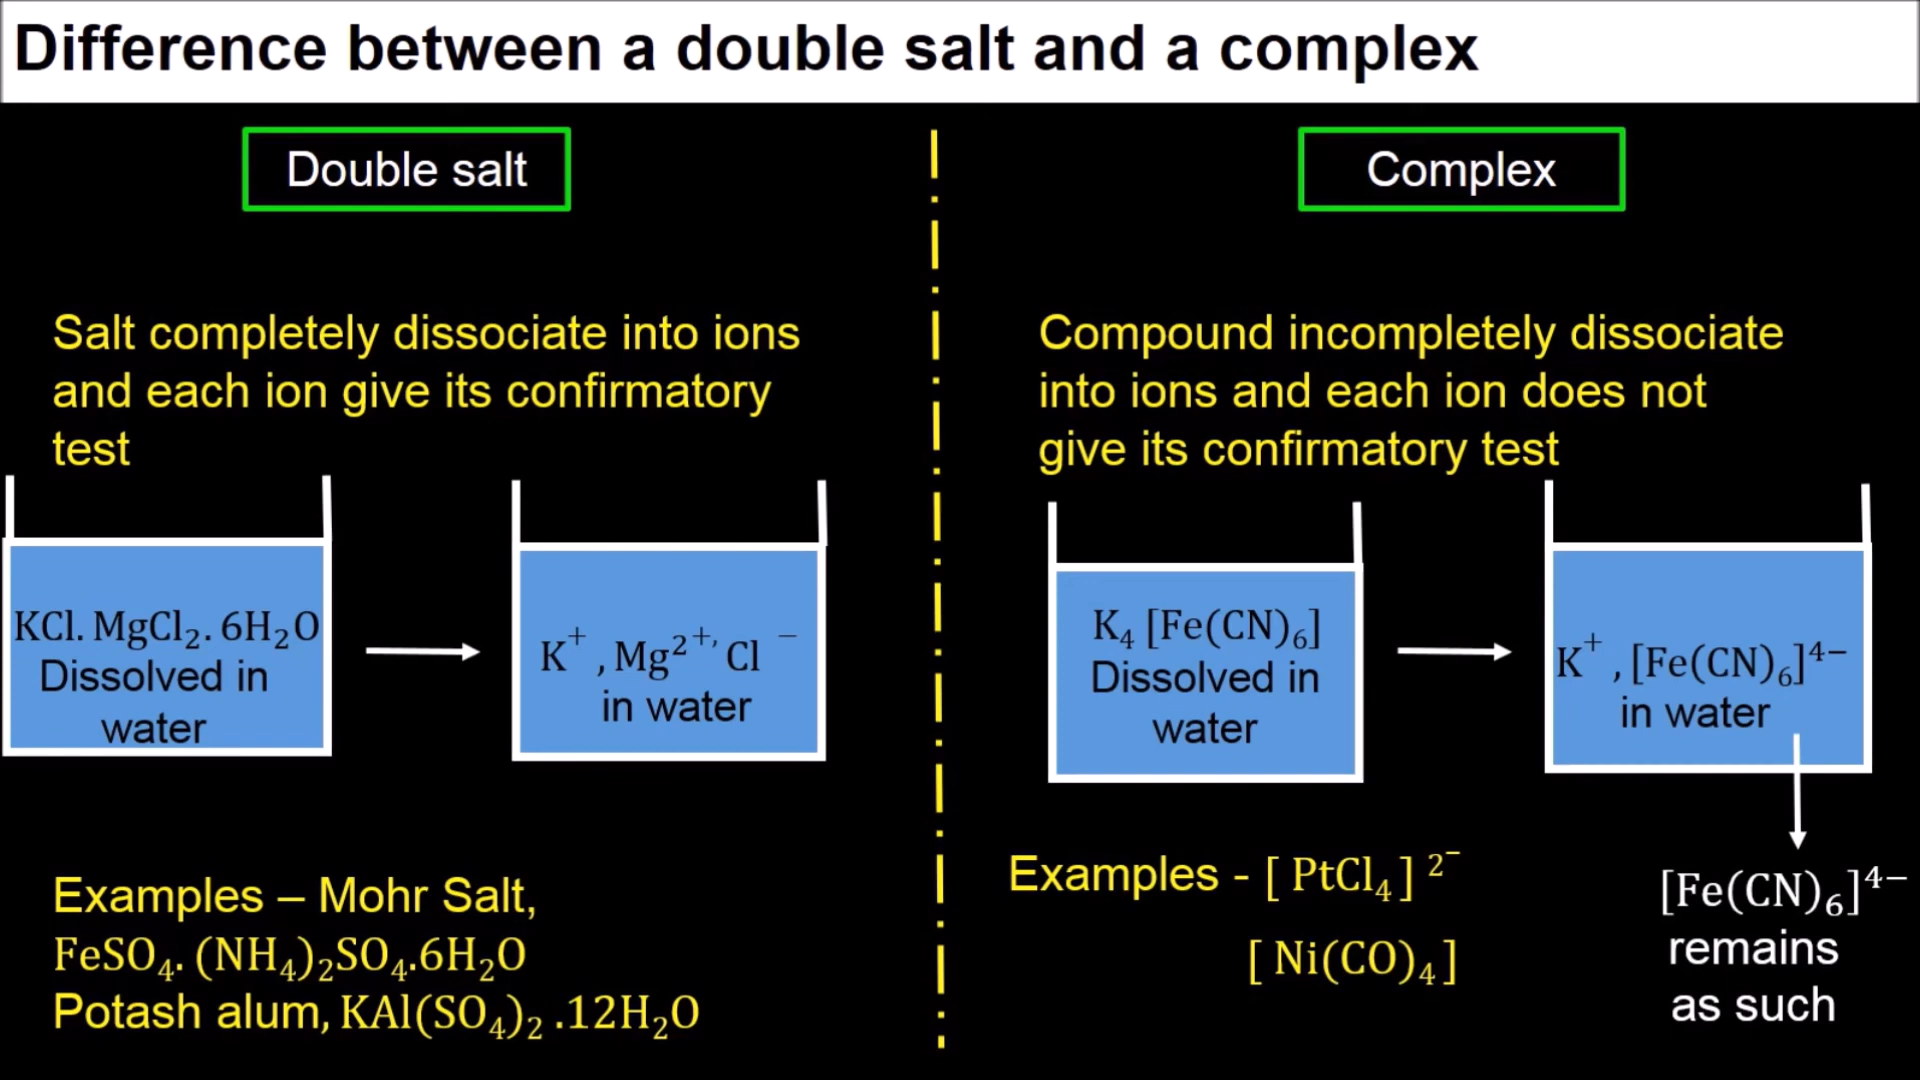 Difference between a double salt and a complex
Double salt
Salt completely dissociate into ions
and each ion give its confirmatory
test
KCl. MgCl₂. 6H₂O
Dissolved in
water
K⁺ , Mg²⁺, Cl ⁻
in water
Examples – Mohr Salt,
FeSO₄. (NH₄)₂SO₄.6H₂O
Potash alum, KAl(SO₄)₂ .12H₂O
Complex
Compound incompletely dissociate
into ions and each ion does not
give its confirmatory test
K₄ [Fe(CN)₆]
Dissolved in
water
K⁺ , [Fe(CN)₆]⁴⁻
in water
Examples - [ PtCl₄ ] ²⁻
[ Ni(CO)₄ ]
[Fe(CN)₆]⁴⁻
remains
as such